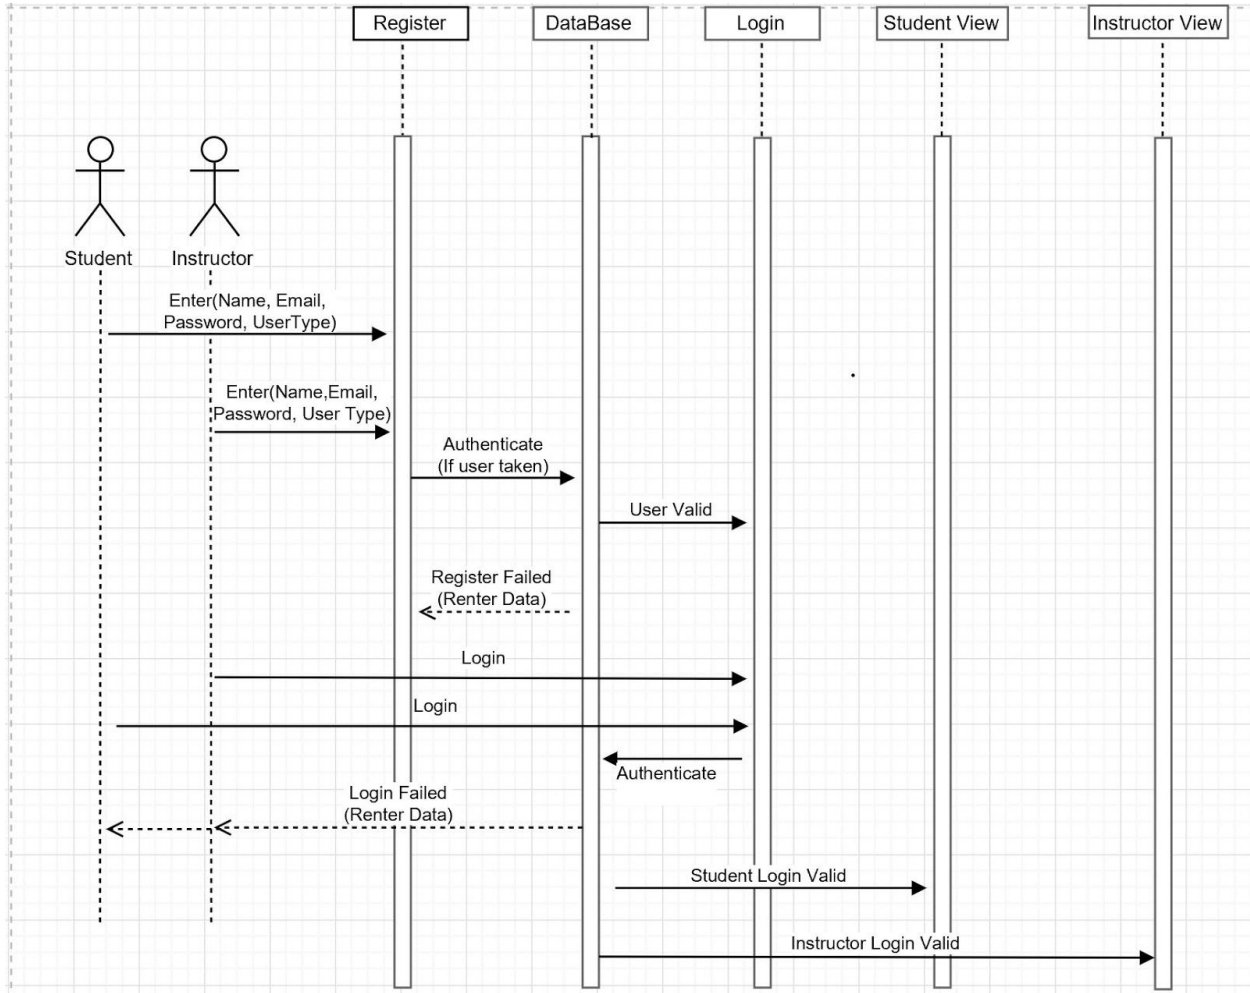 Register
DataBase
Login
Student View
Instructor View
Student
Instructor
Enter(Name, Email,
Password, UserType)
Enter(Name,Email,
Password, User Type)
Authenticate
(If user taken)
User Valid
Register Failed
(Renter Data)
Login
Login
Authenticate
Login Failed
(Renter Data)
Student Login Valid
Instructor Login Valid